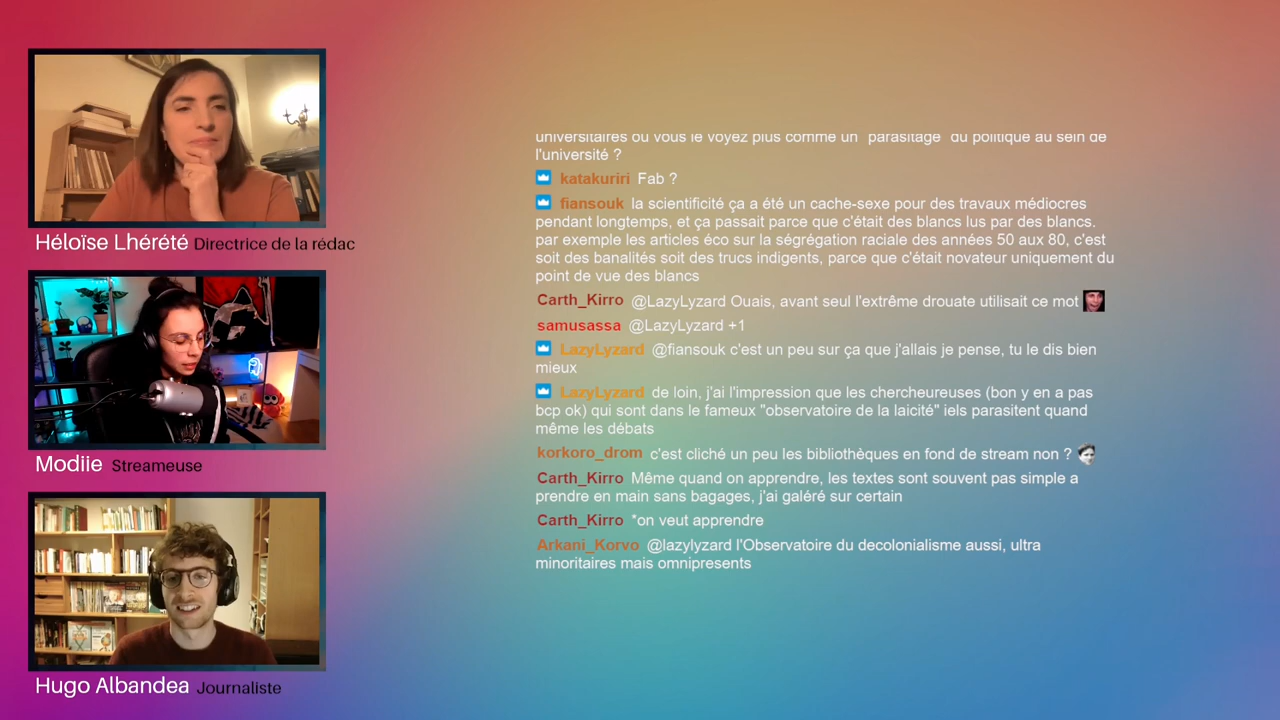 Héloïse Lhérété Directrice de la rédac
Modiie Streameuse
Hugo Albandea Journaliste
universitaires ou vous le voyez plus comme un "parasitage" du politique au sein de
l'université ?
katakuriri Fab ?
fiansouk la scientificité ça a été un cache-sexe pour des travaux médiocres
pendant longtemps, et ça passait parce que c'était des blancs lus par des blancs.
par exemple les articles éco sur la ségrégation raciale des années 50 aux 80, c'est
soit des banalités soit des trucs indigents, parce que c'était novateur uniquement du
point de vue des blancs
Carth_Kirro @LazyLyzard Ouais, avant seul l'extrême drouate utilisait ce mot
samusassa @LazyLyzard +1
LazyLyzard @fiansouk c'est un peu sur ça que j'allais je pense, tu le dis bien
mieux
LazyLyzard de loin, j'ai l'impression que les chercheureuses (bon y en a pas
bcp ok) qui sont dans le fameux "observatoire de la laicité" iels parasitent quand
même les débats
korkoro_drom c'est cliché un peu les bibliothèques en fond de stream non ?
Carth_Kirro Même quand on apprendre, les textes sont souvent pas simple a
prendre en main sans bagages, j'ai galéré sur certain
Carth_Kirro *on veut apprendre
Arkani_Korvo @lazylyzard l'Observatoire du decolonialisme aussi, ultra
minoritaires mais omnipresents